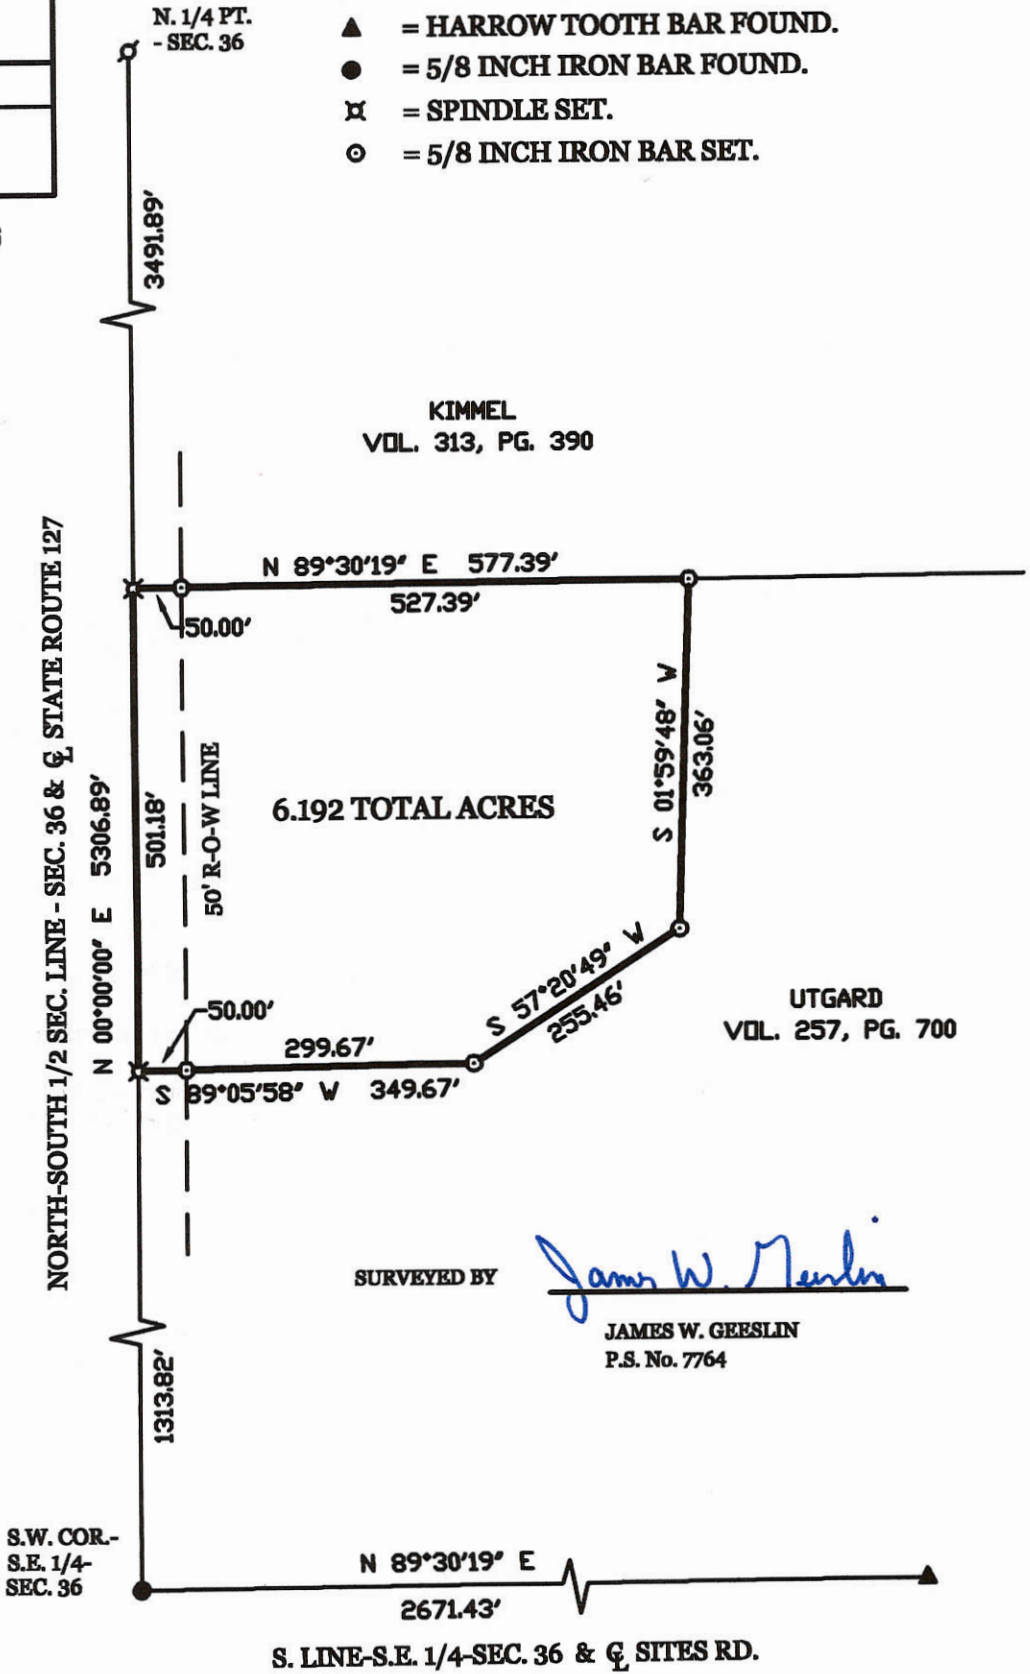 N. 1/4 PT.
- SEC. 36
▲ = HARROW TOOTH BAR FOUND.
● = 5/8 INCH IRON BAR FOUND.
= SPINDLE SET.
⊙ = 5/8 INCH IRON BAR SET.
3491.89'
KIMMEL
VOL. 313, PG. 390
N 89°30'19" E 577.39'
527.39'
50.00'
S 01°59'48" W
363.06'
NORTH-SOUTH 1/2 SEC. LINE - SEC. 36 & ℄ STATE ROUTE 127
N 00°00'00" E 5306.89'
501.18'
50' R-O-W LINE
6.192 TOTAL ACRES
S 57°20'49" W
255.46'
UTGARD
VOL. 257, PG. 700
50.00'
299.67'
S 89°05'58" W 349.67'
SURVEYED BY
James W. Geeslin
JAMES W. GEESLIN
P.S. No. 7764
1313.82'
S.W. COR.-
S.E. 1/4-
SEC. 36
N 89°30'19" E
2671.43'
S. LINE-S.E. 1/4-SEC. 36 & ℄ SITES RD.